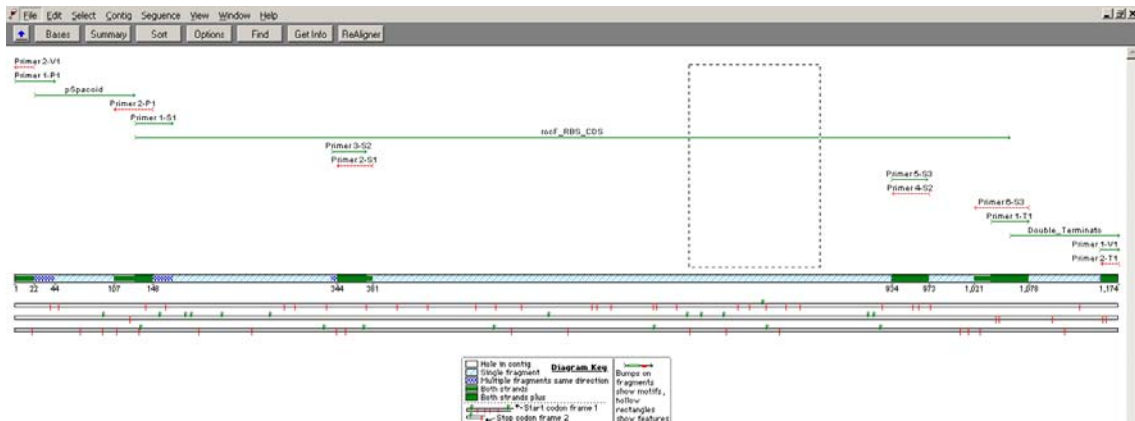 File Edit Select Contig Sequence View Window Help
Bases Summary Sort Options Find Get Info ReAligner
Primer 2-V1
Primer 1-P1
pSpacoid
Primer 2-P1
Primer 1-S1
rocF_RBS_CDS
Primer 3-S2
Primer 2-S1
Primer 5-S3
Primer 4-S2
Primer 6-S3
Primer 1-T1
Double_Terminato
Primer 1-V1
Primer 2-T1
1 22 44 107 148 344 381 934 973 1,021 1,078 1,174
Hole in contig
Diagram Key
Single fragment
Multiple fragments same direction
Both strands
Both strands plus
Start codon frame 1
Stop codon frame 2
Bumps on
fragments
show motifs,
hollow
rectangles
show features